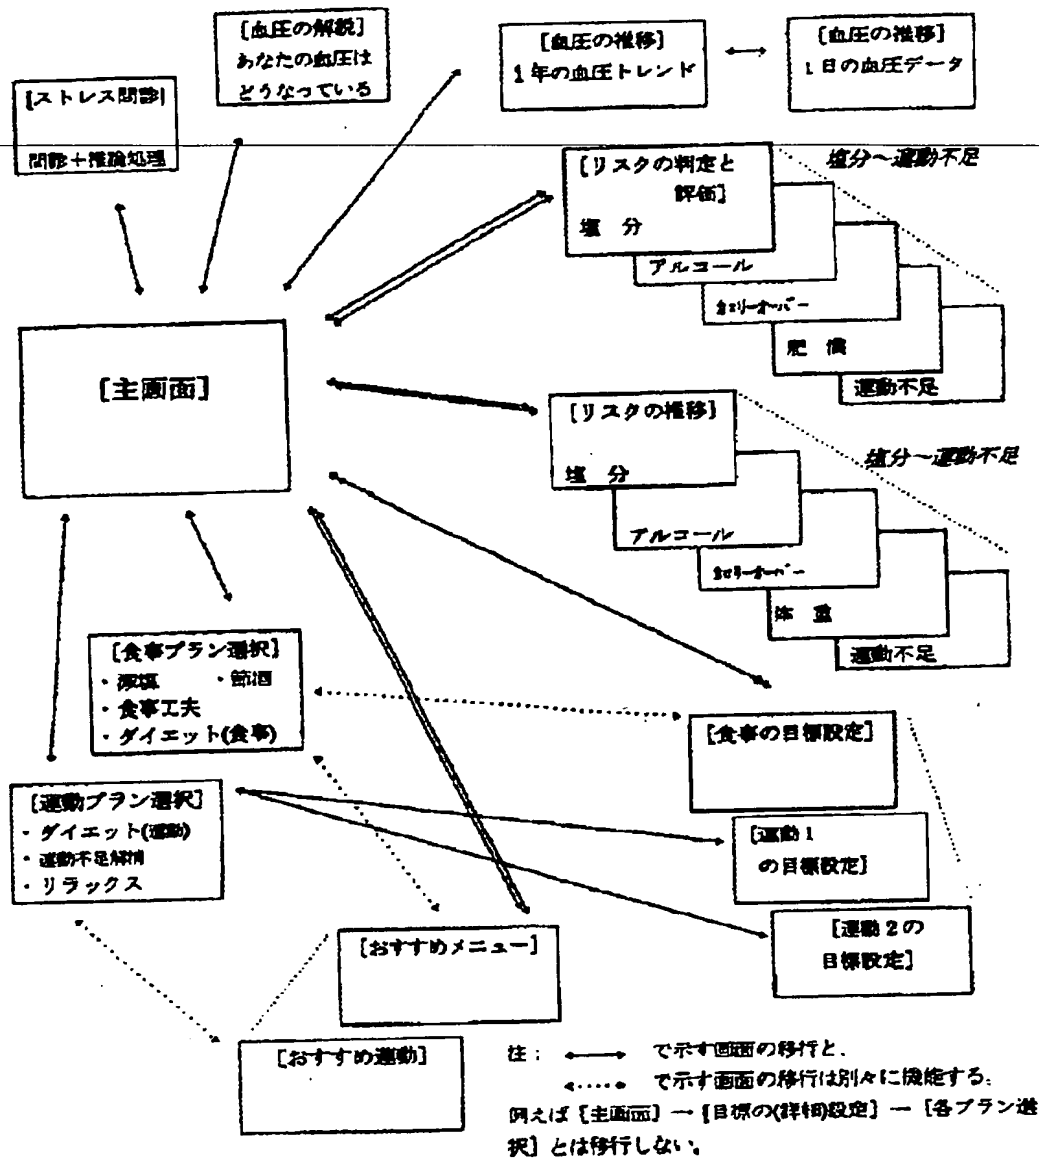 [血圧の解説]
あなたの血圧は
どうなっている
[血圧の推移]
1年の血圧トレンド
[血圧の推移]
1日の血圧データ
[ストレス問診]
問診+推論処理
[リスクの判定と
評価]
塩 分
アルコール
カロリーオーバー
肥 満
運動不足
塩分~運動不足
[主画面]
[リスクの推移]
塩 分
アルコール
カロリーオーバー
体 重
運動不足
塩分~運動不足
[食事プラン選択]
・減塩 ・節酒
・食事工夫
・ダイエット(食事)
[食事の目標設定]
[運動プラン選択]
・ダイエット(運動)
・運動不足解消
・リラックス
[運動1
の目標設定]
[運動2の
目標設定]
[おすすめメニュー]
[おすすめ運動]
注: ←→ で示す画面の移行と、
←‥‥→ で示す画面の移行は別々に機能する。
例えば [主画面] → [目標の(詳細)設定] → [各プラン選
択] とは移行しない。